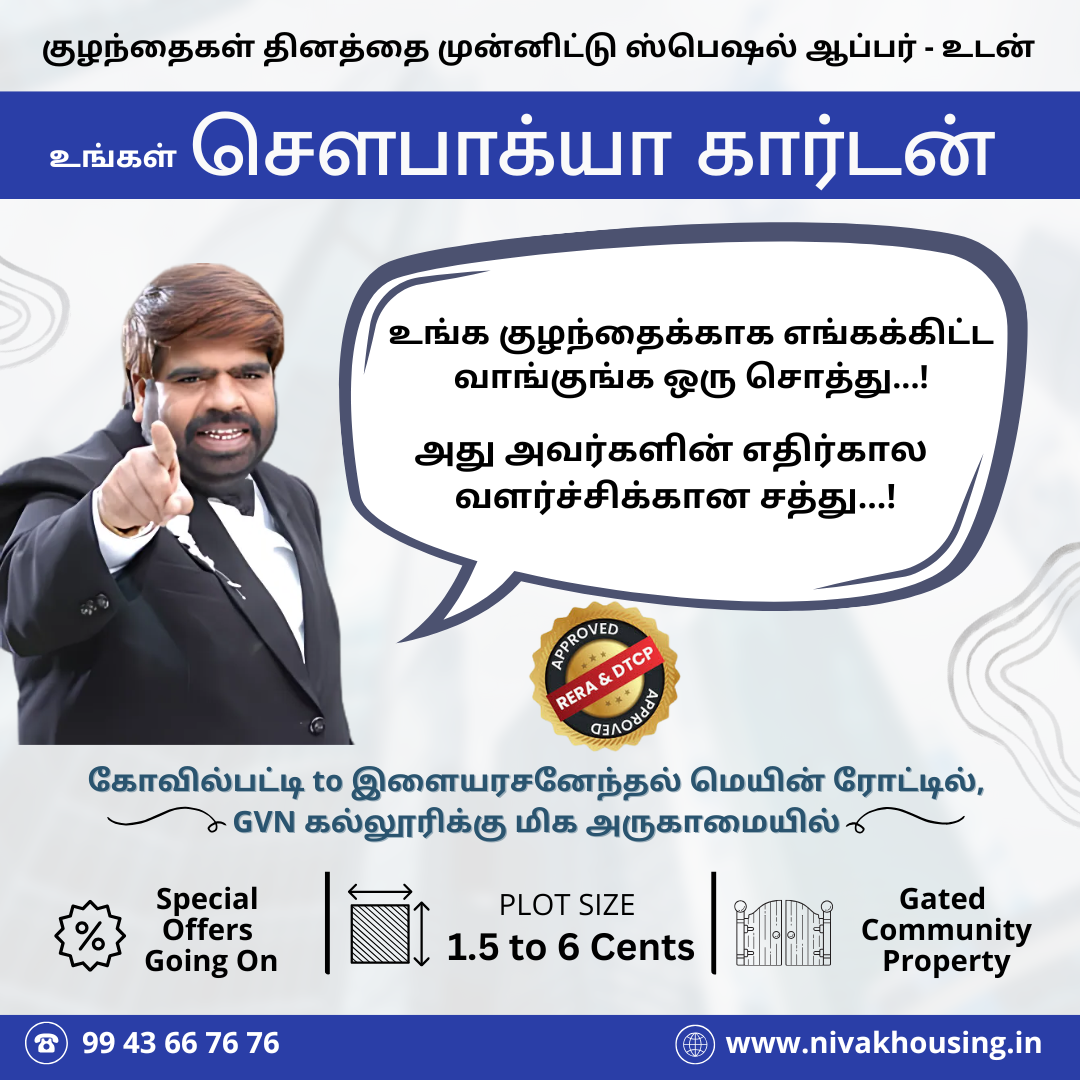 குழந்தைகள் தினத்தை முன்னிட்டு ஸ்பெஷல் ஆப்பர் - உடன்
உங்கள் சௌபாக்யா கார்டன்
உங்க குழந்தைக்காக எங்கக்கிட்ட
வாங்குங்க ஒரு சொத்து...!
அது அவர்களின் எதிர்கால
வளர்ச்சிக்கான சத்து...!
APPROVED
RERA & DTCP
APPROVED
கோவில்பட்டி to இளையரசனேந்தல் மெயின் ரோட்டில்,
GVN கல்லூரிக்கு மிக அருகாமையில்
Special
Offers
Going On
PLOT SIZE
1.5 to 6 Cents
Gated
Community
Property
99 43 66 76 76
www.nivakhousing.in